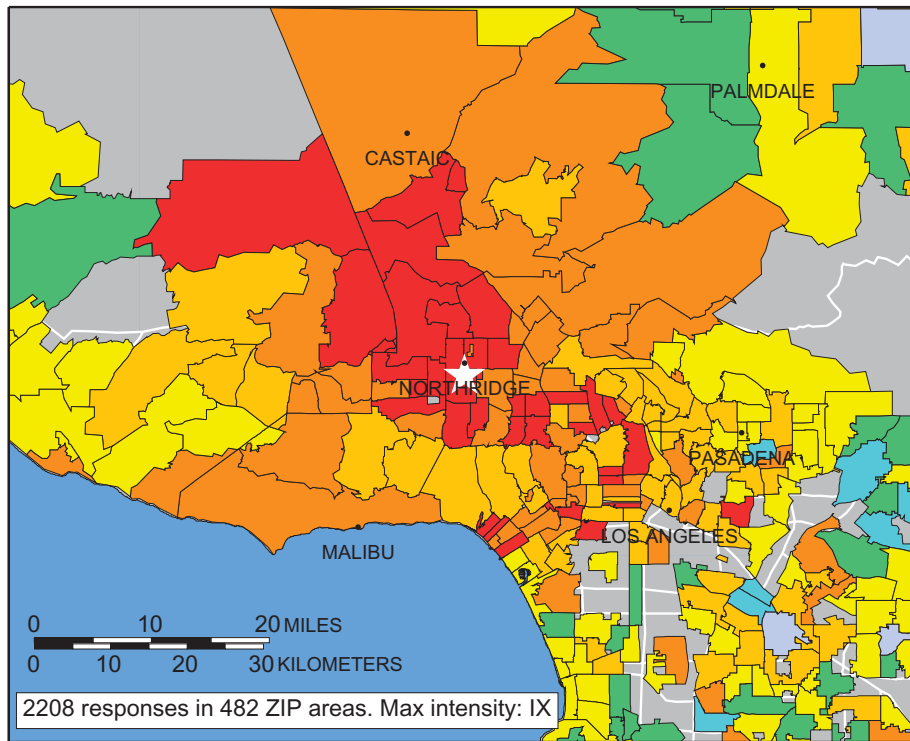 PALMDALE
CASTAIC
NORTHRIDGE
PASADENA
LOS ANGELES
MALIBU
0 10 20 MILES
0 10 20 30 KILOMETERS
2208 responses in 482 ZIP areas. Max intensity: IX